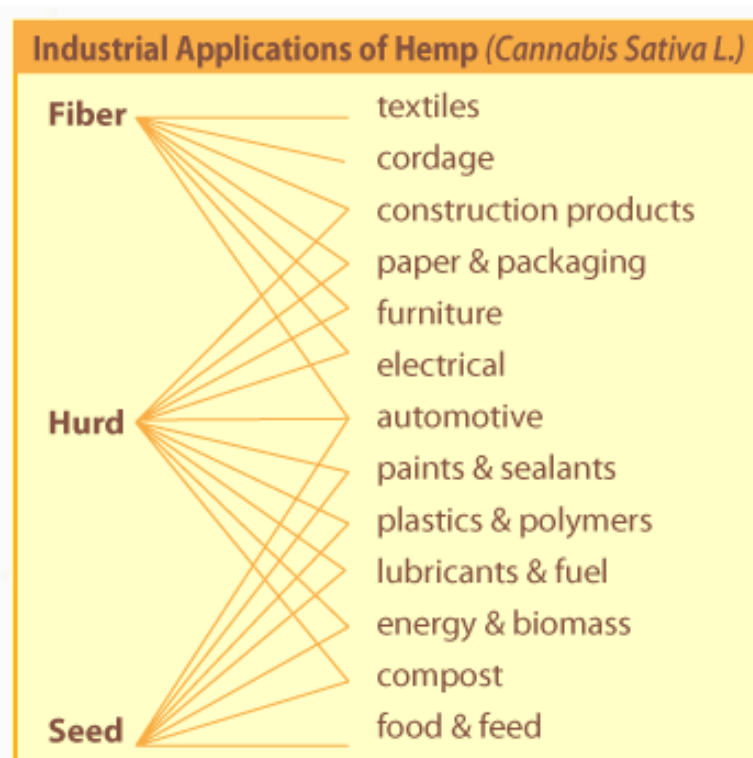 Industrial Applications of Hemp (Cannabis Sativa L.)
Fiber
textiles
cordage
construction products
paper & packaging
furniture
electrical
Hurd
automotive
paints & sealants
plastics & polymers
lubricants & fuel
energy & biomass
compost
Seed
food & feed